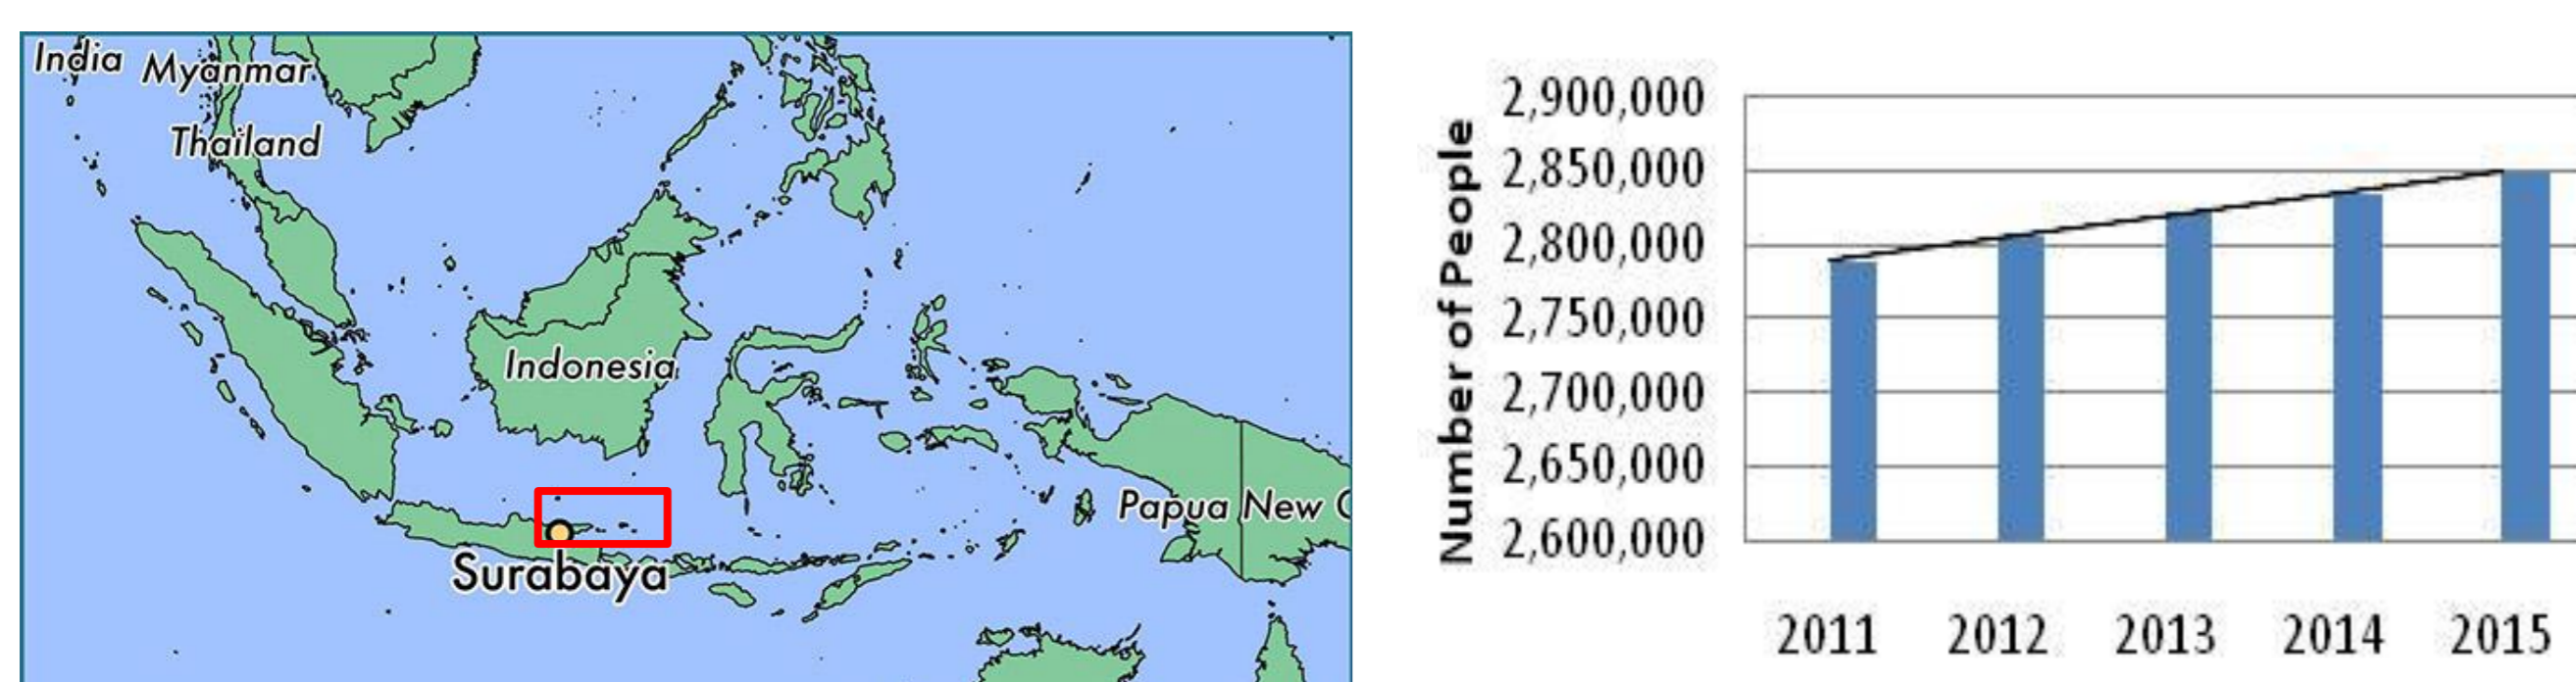 India
Myanmar
Thailand
Indonesia
Papua New G
Surabaya
Number of People
2,900,000
2,850,000
2,800,000
2,750,000
2,700,000
2,650,000
2,600,000
2011 2012 2013 2014 2015